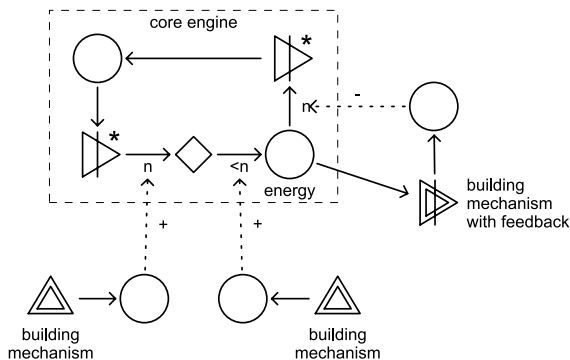 core engine
*
n
-
*
n
<n
energy
building
mechanism
with feedback
+
+
building
mechanism
building
mechanism